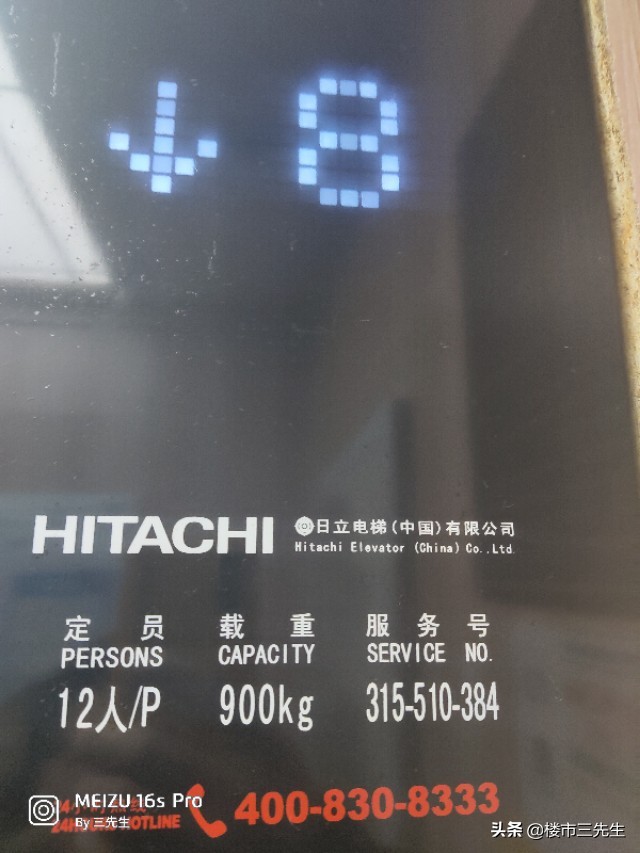 ↓ 8
HITACHI 日立电梯(中国)有限公司
Hitachi Elevator (China) Co.,Ltd.
定员 载重 服务号
PERSONS CAPACITY SERVICE NO.
12人/P 900kg 315-510-384
MEIZU 16s Pro
By 三先生
HOTLINE 400-830-8333
头条 @楼市三先生